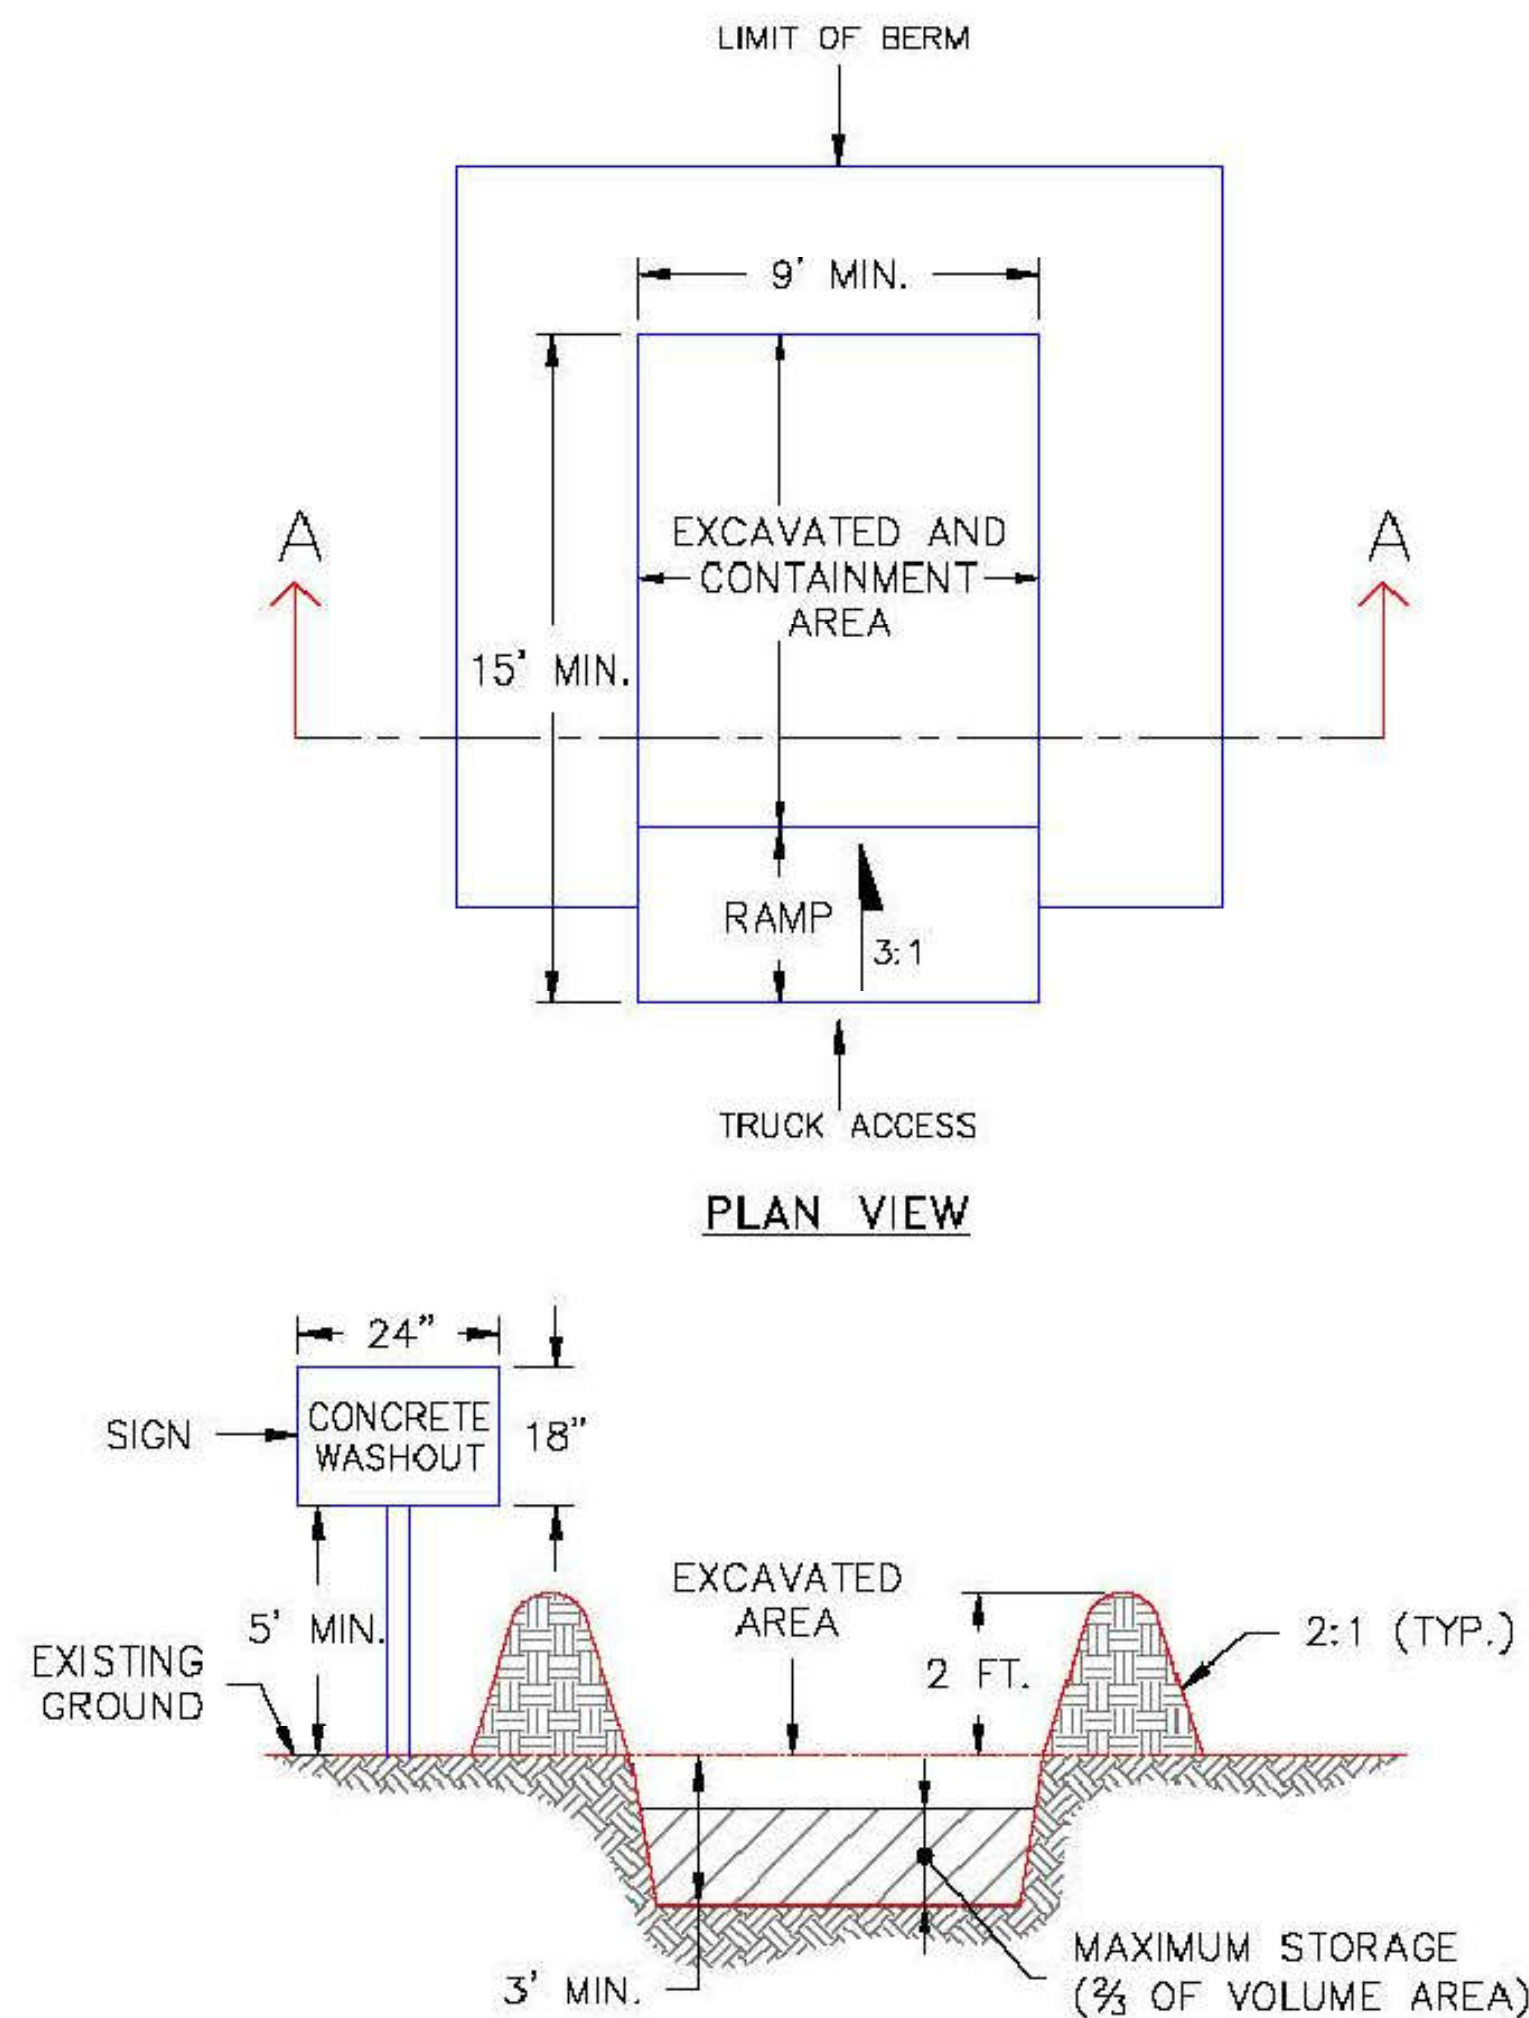 LIMIT OF BERM
9' MIN.
EXCAVATED AND
CONTAINMENT
AREA
A
A
15' MIN.
RAMP
3:1
TRUCK ACCESS
PLAN VIEW
24"
SIGN
CONCRETE
WASHOUT
18"
EXCAVATED
AREA
5' MIN.
2:1 (TYP.)
EXISTING
GROUND
2 FT.
MAXIMUM STORAGE
(⅔ OF VOLUME AREA)
3' MIN.